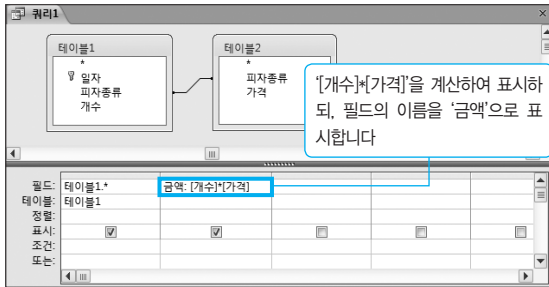 쿼리1
테이블1
*
일자
피자종류
개수
테이블2
*
피자종류
가격
'[개수]*[가격]'을 계산하여 표시하
되, 필드의 이름을 '금액'으로 표
시합니다
필드: 테이블1.* 금액: [개수]*[가격]
테이블: 테이블1
정렬:
표시:
조건:
또는: